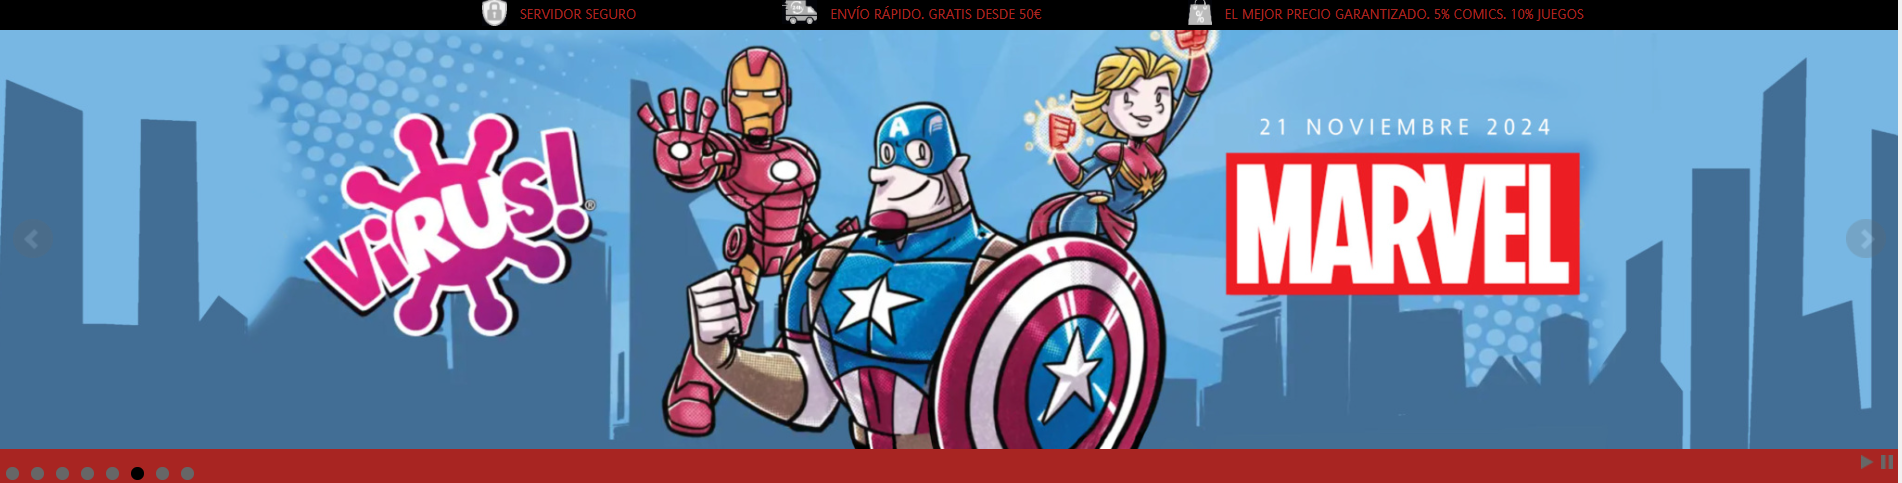 SERVIDOR SEGURO
ENVÍO RÁPIDO. GRATIS DESDE 50€
EL MEJOR PRECIO GARANTIZADO. 5% COMICS. 10% JUEGOS
21 NOVIEMBRE 2024
ViRUS!®
MARVEL
A